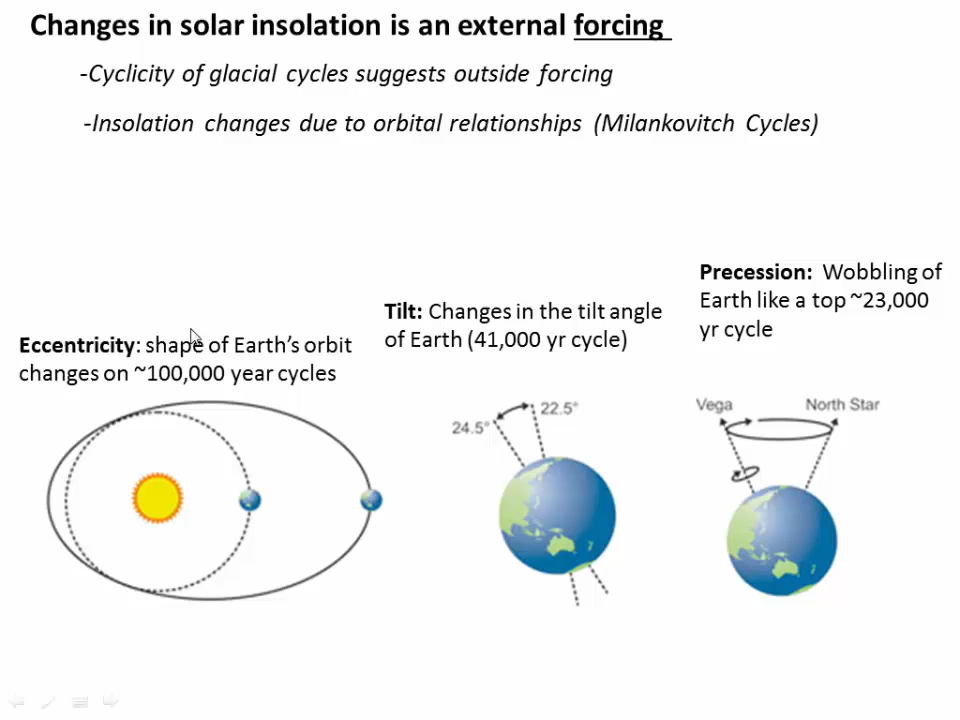 Changes in solar insolation is an external forcing
-Cyclicity of glacial cycles suggests outside forcing
-Insolation changes due to orbital relationships (Milankovitch Cycles)
Eccentricity: shape of Earth's orbit
changes on ~100,000 year cycles
Tilt: Changes in the tilt angle
of Earth (41,000 yr cycle)
Precession: Wobbling of
Earth like a top ~23,000
yr cycle
22.5°
24.5°
Vega
North Star